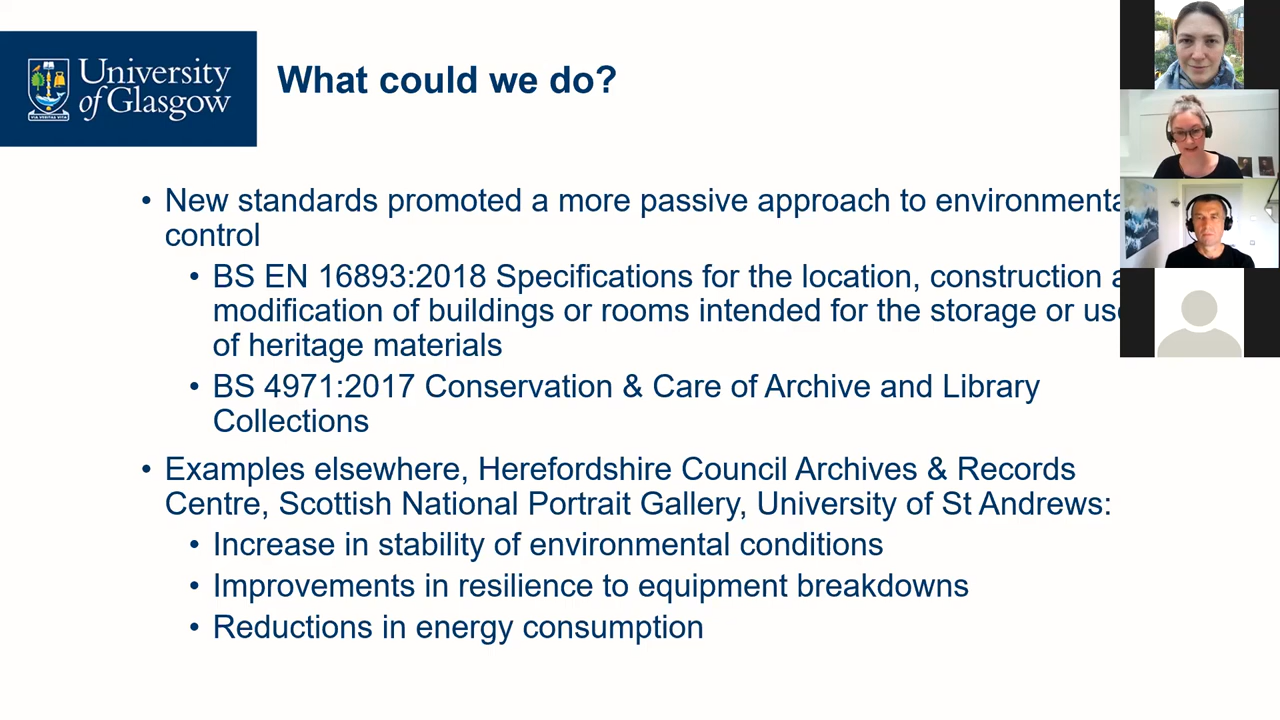 University
of Glasgow
VIA VERITAS VITA
What could we do?
• New standards promoted a more passive approach to environmenta
control
• BS EN 16893:2018 Specifications for the location, construction a
modification of buildings or rooms intended for the storage or use
of heritage materials
• BS 4971:2017 Conservation & Care of Archive and Library
Collections
• Examples elsewhere, Herefordshire Council Archives & Records
Centre, Scottish National Portrait Gallery, University of St Andrews:
• Increase in stability of environmental conditions
• Improvements in resilience to equipment breakdowns
• Reductions in energy consumption